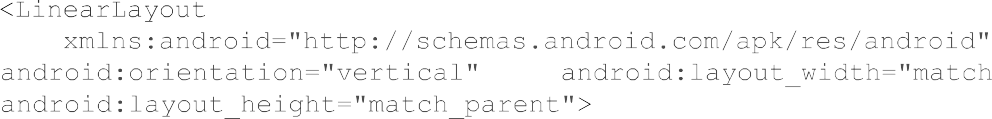 <LinearLayout
xmlns:android="http://schemas.android.com/apk/res/android"
android:orientation="vertical" android:layout_width="match
android:layout_height="match_parent">